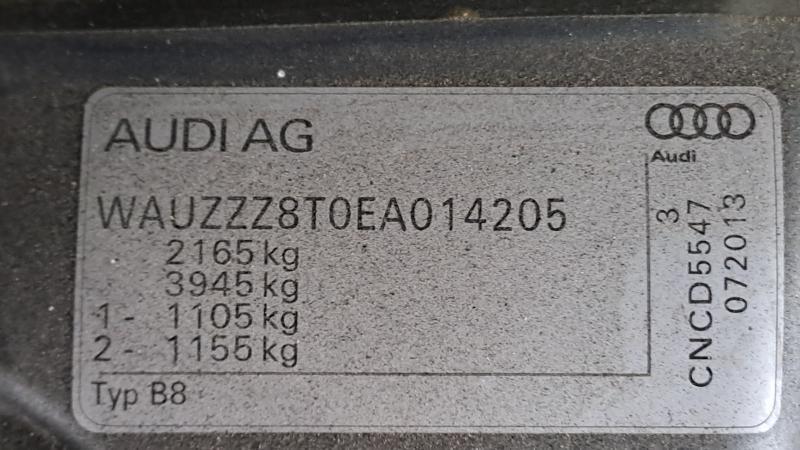 AUDI AG
Audi
WAUZZZ8T0EA014205
2165 kg
3945 kg
1- 1105 kg
2- 1155 kg
Typ B8
3
CNCD5547
072013